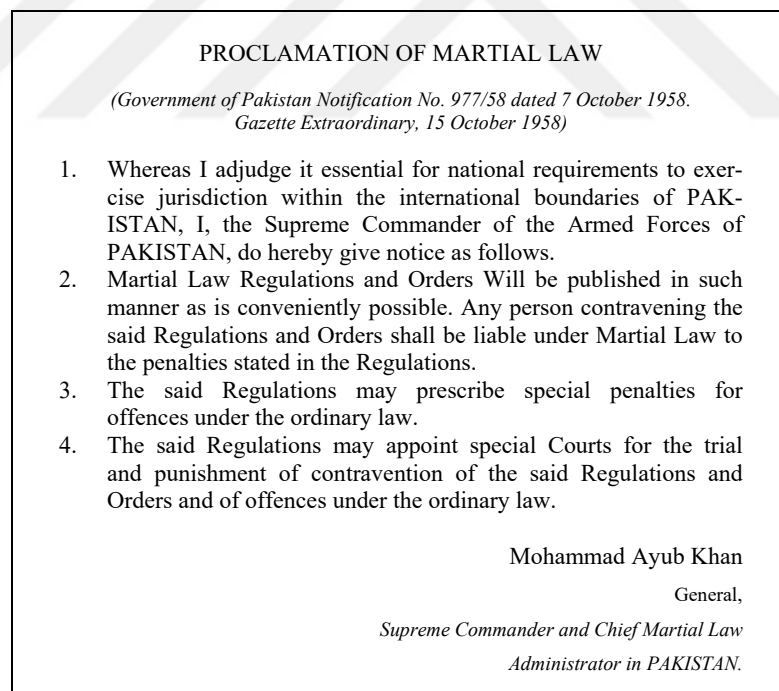 PROCLAMATION OF MARTIAL LAW
(Government of Pakistan Notification No. 977/58 dated 7 October 1958.
Gazette Extraordinary, 15 October 1958)
1. Whereas I adjudge it essential for national requirements to exer-
cise jurisdiction within the international boundaries of PAK-
ISTAN, I, the Supreme Commander of the Armed Forces of
PAKISTAN, do hereby give notice as follows.
2. Martial Law Regulations and Orders Will be published in such
manner as is conveniently possible. Any person contravening the
said Regulations and Orders shall be liable under Martial Law to
the penalties stated in the Regulations.
3. The said Regulations may prescribe special penalties for
offences under the ordinary law.
4. The said Regulations may appoint special Courts for the trial
and punishment of contravention of the said Regulations and
Orders and of offences under the ordinary law.
Mohammad Ayub Khan
General,
Supreme Commander and Chief Martial Law
Administrator in PAKISTAN.